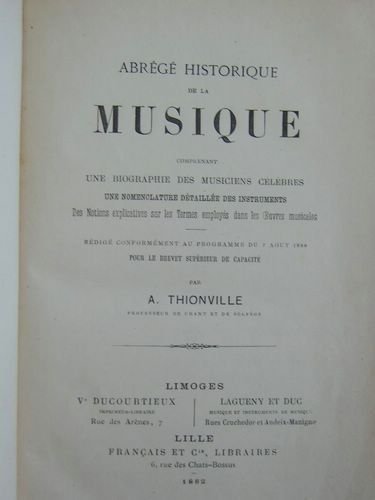 ABRÉGÉ HISTORIQUE
DE LA
MUSIQUE
COMPRENANT
UNE BIOGRAPHIE DES MUSICIENS CÉLÈBRES
UNE NOMENCLATURE DÉTAILLÉE DES INSTRUMENTS
Des Notions explicatives sur les Termes employés dans les Œuvres musicales
RÉDIGÉ CONFORMÉMENT AU PROGRAMME DU AOUT
POUR LE BREVET SUPÉRIEUR DE CAPACITÉ
PAR
A. THIONVILLE
PROFESSEUR DE CHANT ET DE SOLFÈGE
LIMOGES
Vᵉ DUCOURTIEUX
IMPRIMEUR-LIBRAIRE
Rue des Arènes, 7
LAGUENY ET DUC
MUSIQUE ET INSTRUMENTS DE MUSIQUE
Rues Cruchedor et Andeix-Manigne
LILLE
FRANÇAIS ET Cⁱᵉ, LIBRAIRES
6, rue des Chats-Bossus
1882